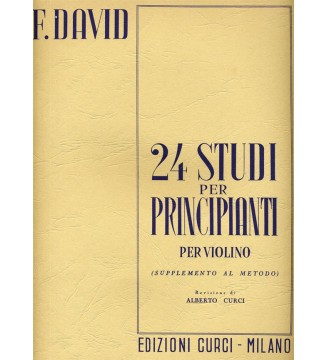 F. DAVID
24 STUDI
PER
PRINCIPIANTI
PER VIOLINO
(SUPPLEMENTO AL METODO)
Revisione di
ALBERTO CURCI
EDIZIONI CURCI - MILANO